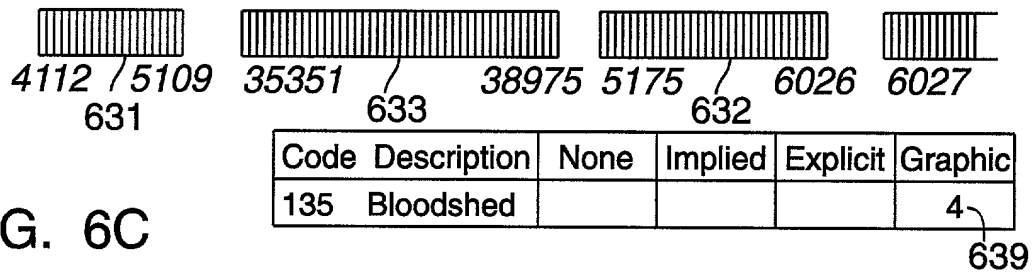 4112 5109 35351 38975 5175 6026 6027
631 633 632
Code Description None Implied Explicit Graphic
135 Bloodshed 4
G. 6C
639